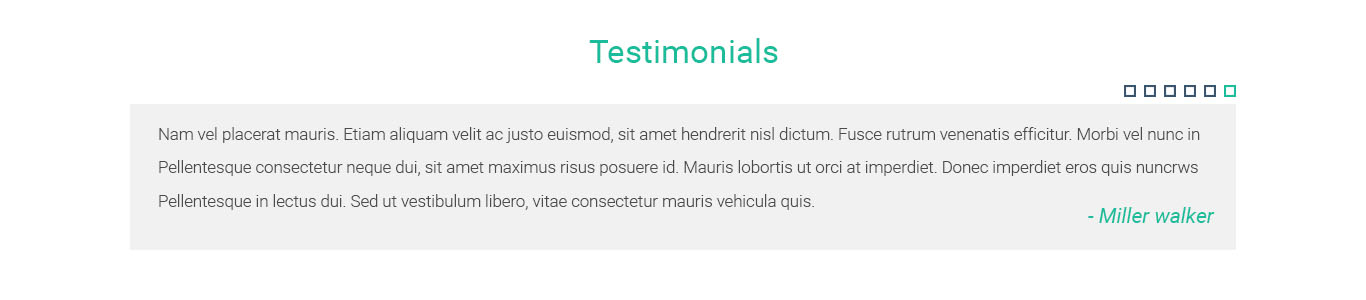 Testimonials
Nam vel placerat mauris. Etiam aliquam velit ac justo euismod, sit amet hendrerit nisl dictum. Fusce rutrum venenatis efficitur. Morbi vel nunc in
Pellentesque consectetur neque dui, sit amet maximus risus posuere id. Mauris lobortis ut orci at imperdiet. Donec imperdiet eros quis nuncrws
Pellentesque in lectus dui. Sed ut vestibulum libero, vitae consectetur mauris vehicula quis.
- Miller walker